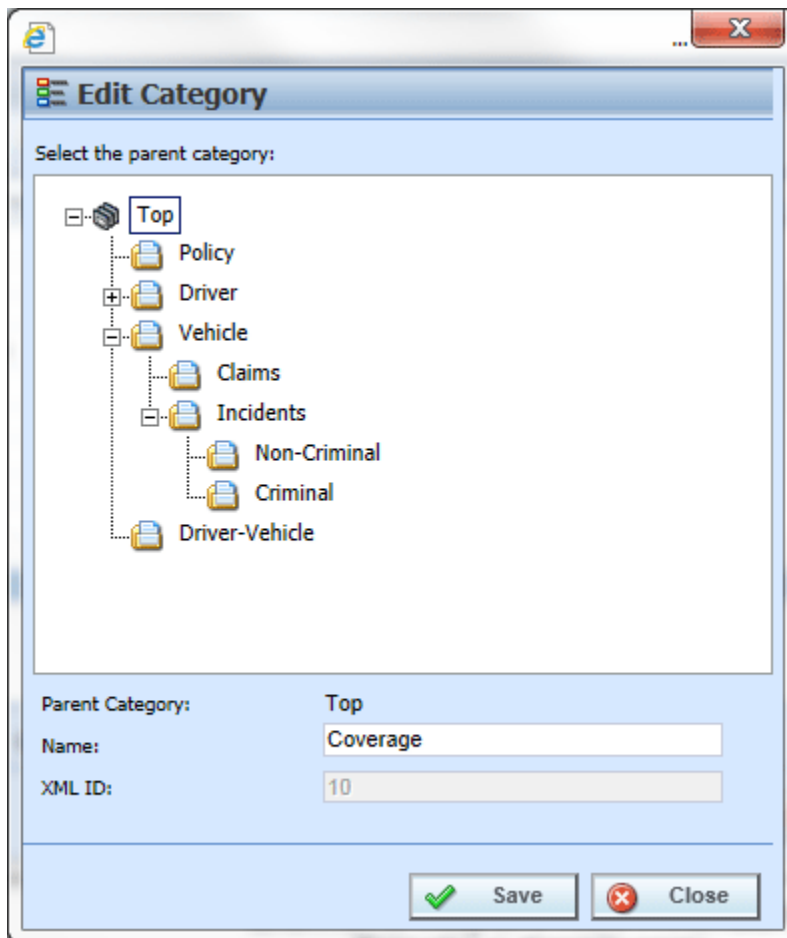 ...
Edit Category
Select the parent category:
Top
Policy
Driver
Vehicle
Claims
Incidents
Non-Criminal
Criminal
Driver-Vehicle
Parent Category: Top
Name: Coverage
XML ID: 10
Save Close